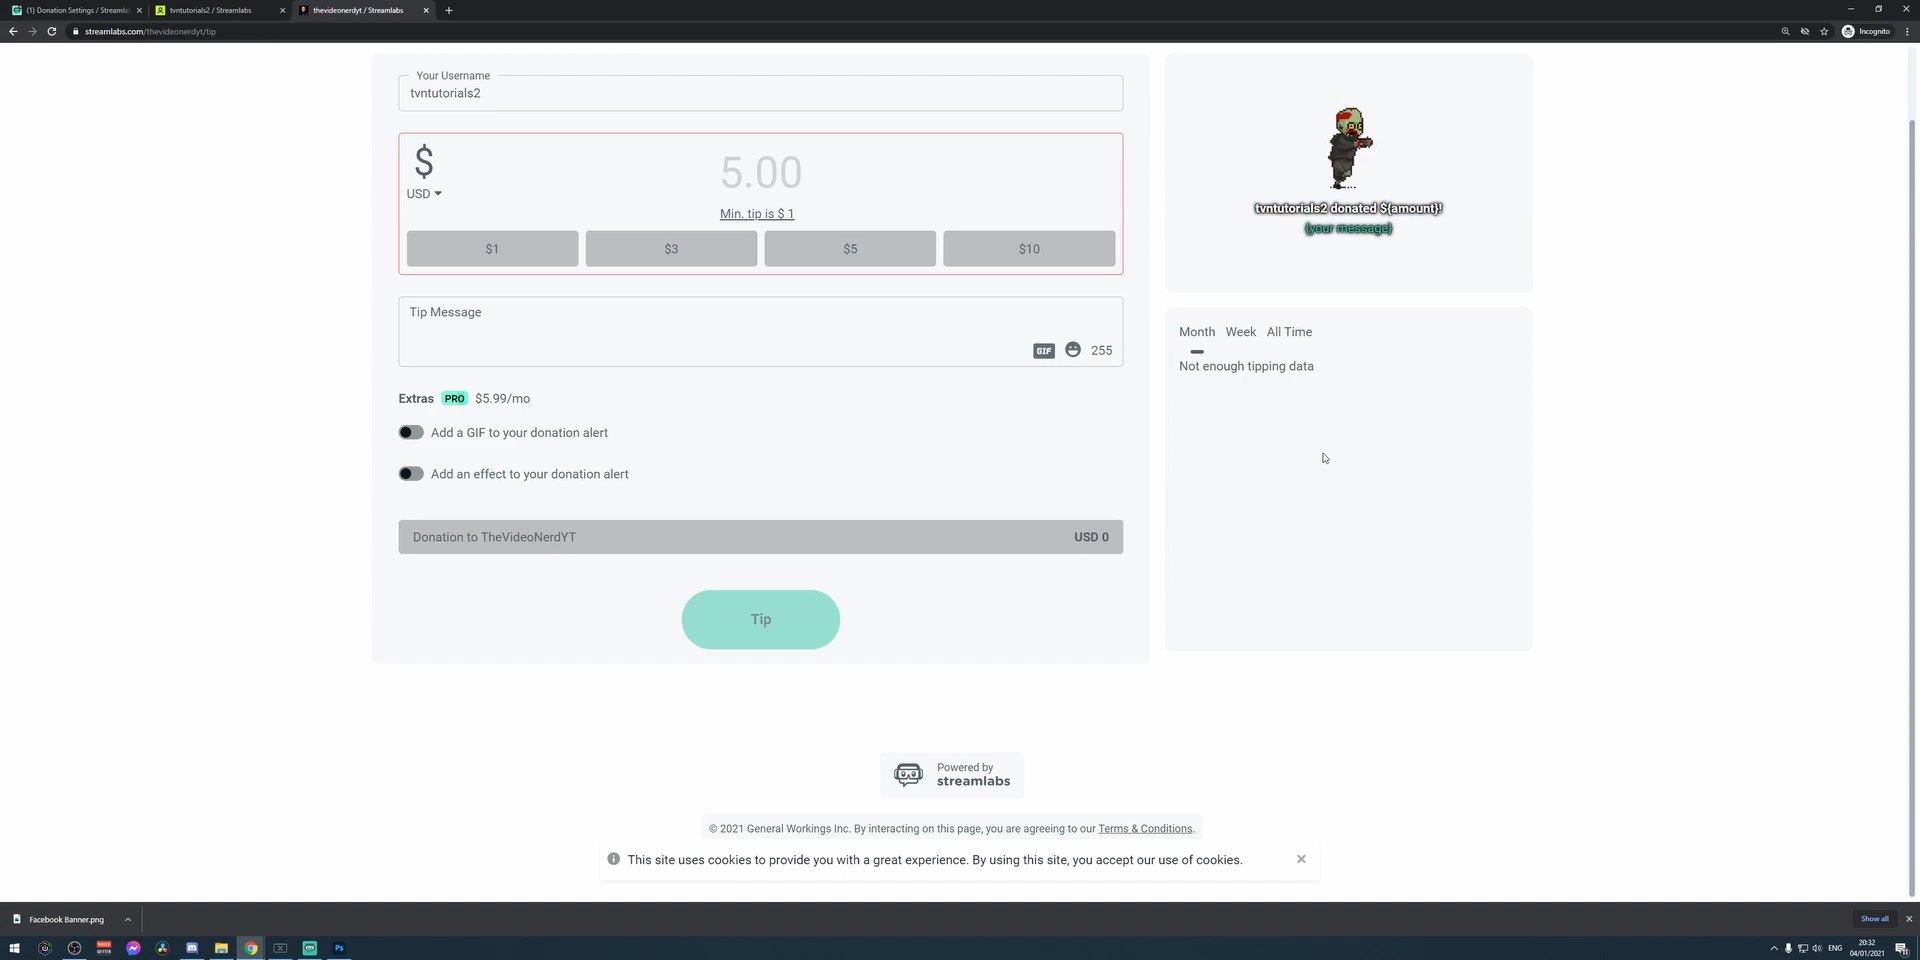 (1) Donation Settings / Streamla
tvntutorials2 / Streamlabs
thevideonerdyt / Streamlabs
streamlabs.com/thevideonerdyt/tip
Incognito
Your Username
tvntutorials2
$
5.00
USD
Min. tip is $ 1
$1
$3
$5
$10
Tip Message
GIF
255
Extras PRO $5.99/mo
Add a GIF to your donation alert
Add an effect to your donation alert
Donation to TheVideoNerdYT
USD 0
Tip
tvntutorials2 donated ${amount}!
{your message}
Month Week All Time
Not enough tipping data
Powered by
streamlabs
© 2021 General Workings Inc. By interacting on this page, you are agreeing to our Terms & Conditions.
This site uses cookies to provide you with a great experience. By using this site, you accept our use of cookies.
Facebook Banner.png
Show all
Ps
ENG
20:32
04/01/2021